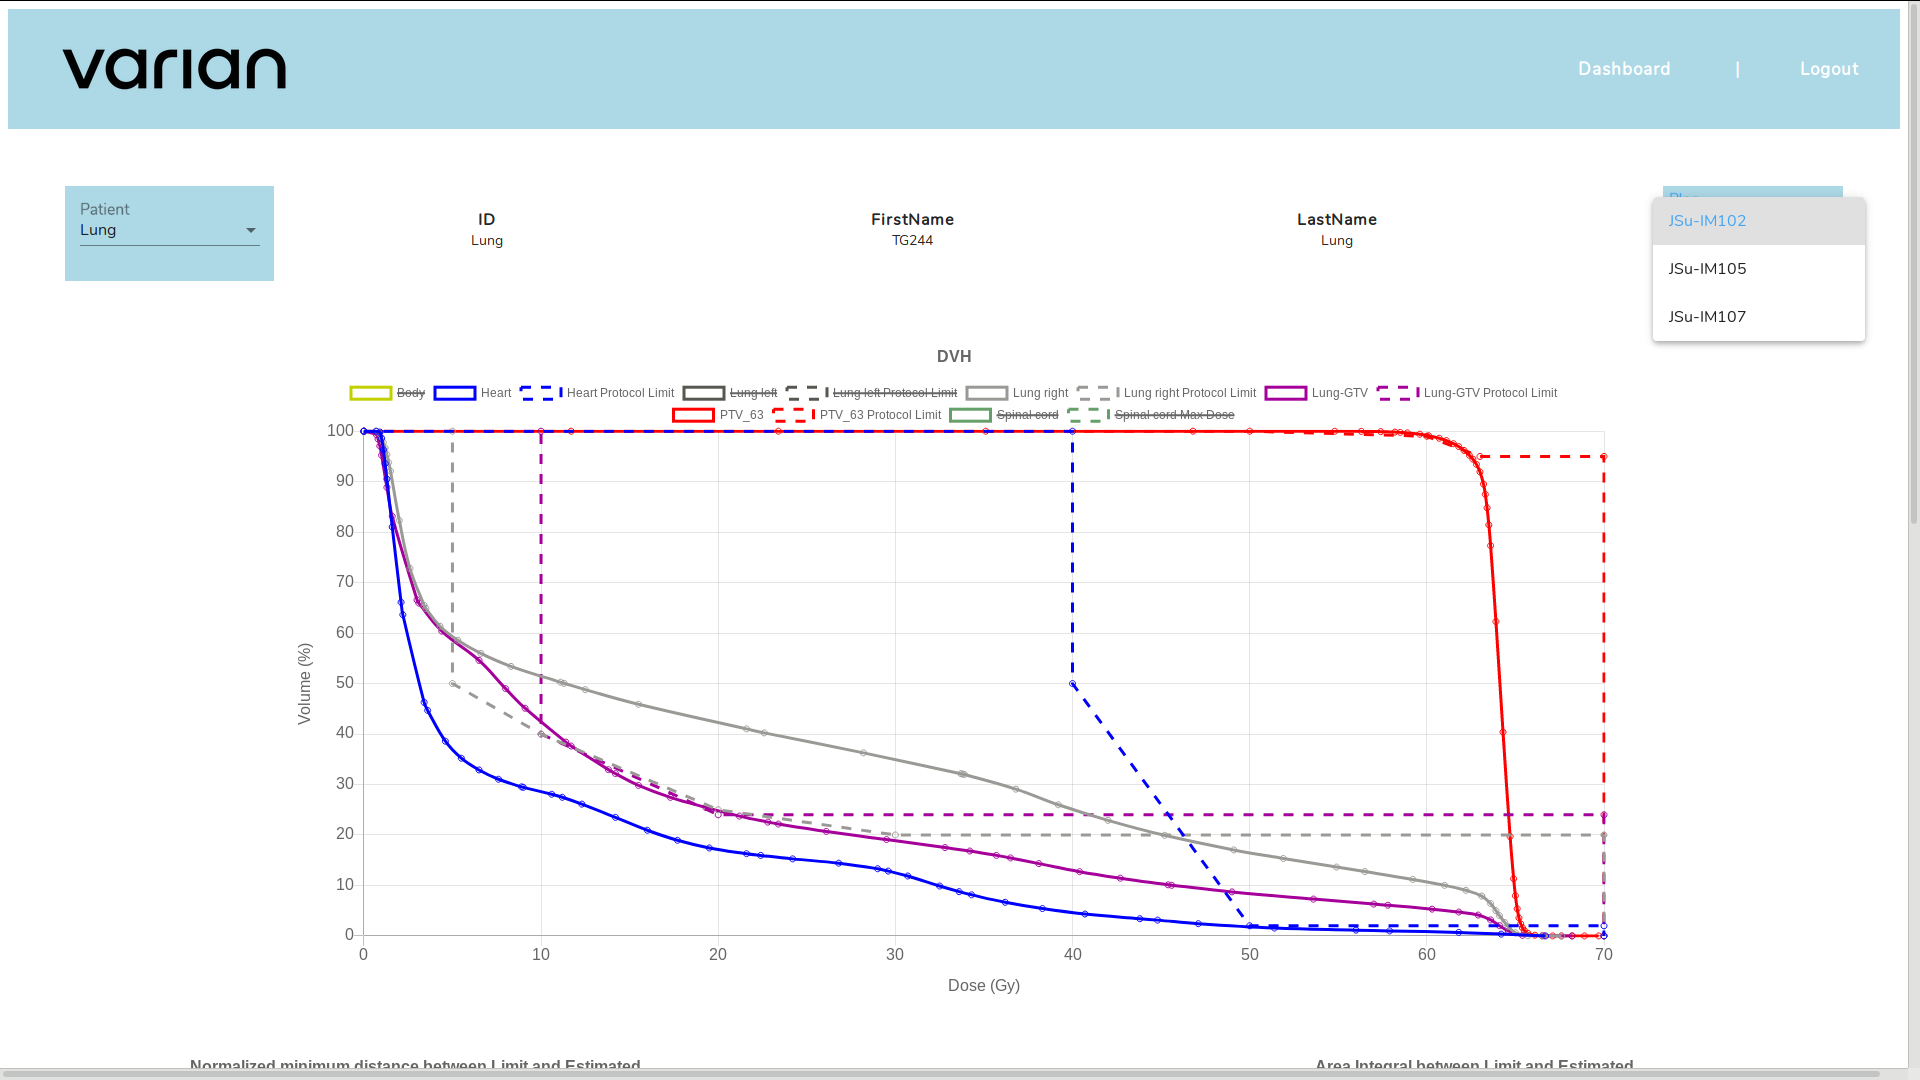 varian
Dashboard | Logout
Patient
Lung
ID
Lung
FirstName
TG244
LastName
Lung
JSu-IM102
JSu-IM105
JSu-IM107
DVH
Body Heart Heart Protocol Limit Lung left Lung left Protocol Limit Lung right Lung right Protocol Limit Lung-GTV Lung-GTV Protocol Limit
PTV_63 PTV_63 Protocol Limit Spinal cord Spinal cord Max Dose
100
90
80
70
60
50
40
30
20
10
0
Volume (%)
0 10 20 30 40 50 60 70
Dose (Gy)
Normalized minimum distance between Limit and Estimated
Area Integral between Limit and Estimated